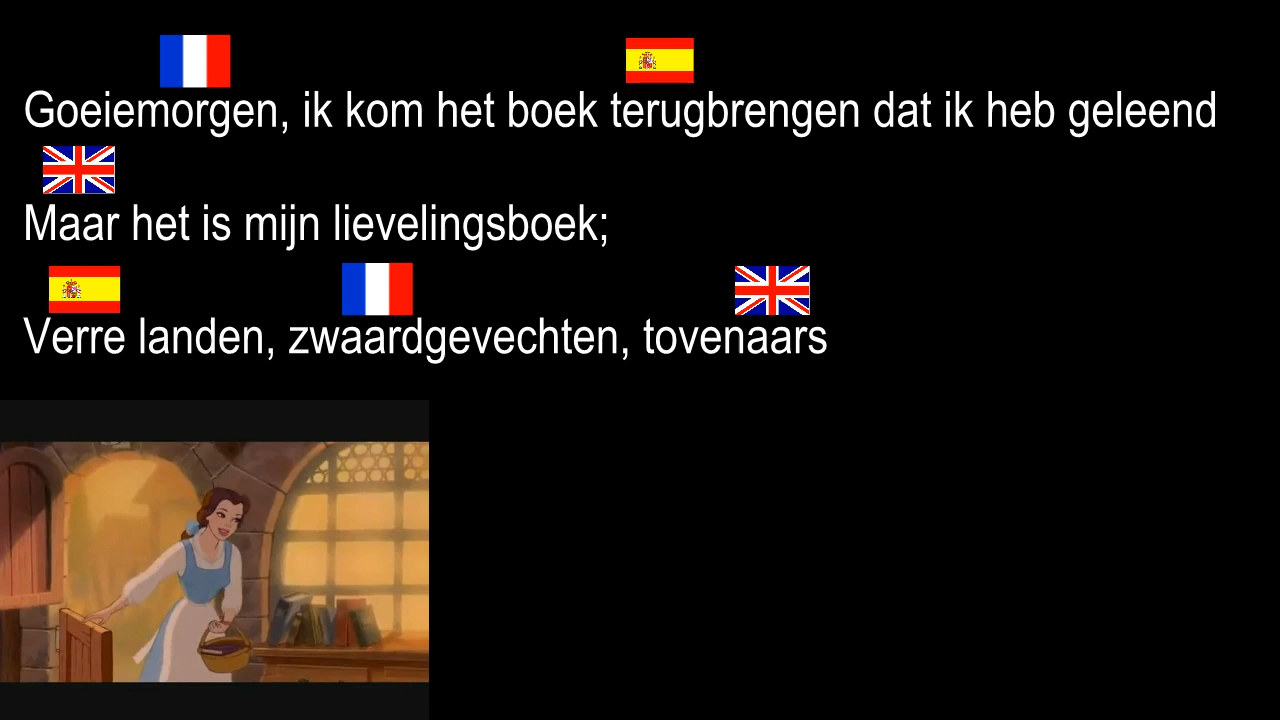 Goeiemorgen, ik kom het boek terugbrengen dat ik heb geleend
Maar het is mijn lievelingsboek;
Verre landen, zwaardgevechten, tovenaars